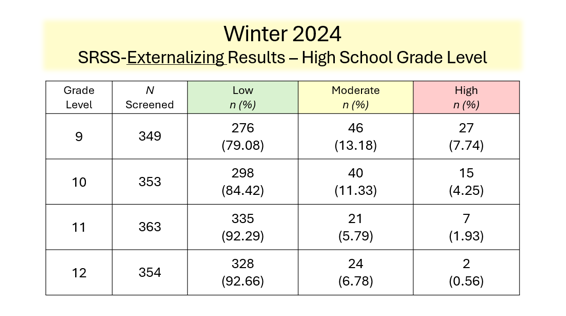 Winter 2024
SRSS-Externalizing Results – High School Grade Level
Grade Level N Screened Low n (%) Moderate n (%) High n (%)
9 349 276 (79.08) 46 (13.18) 27 (7.74)
10 353 298 (84.42) 40 (11.33) 15 (4.25)
11 363 335 (92.29) 21 (5.79) 7 (1.93)
12 354 328 (92.66) 24 (6.78) 2 (0.56)